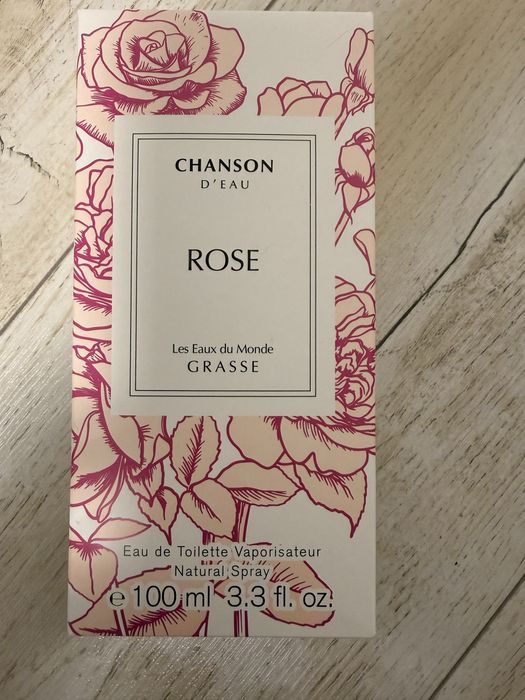 CHANSON
D'EAU
ROSE
Les Eaux du Monde
GRASSE
Eau de Toilette Vaporisateur
Natural Spray
℮ 100 ml 3.3 fl. oz.